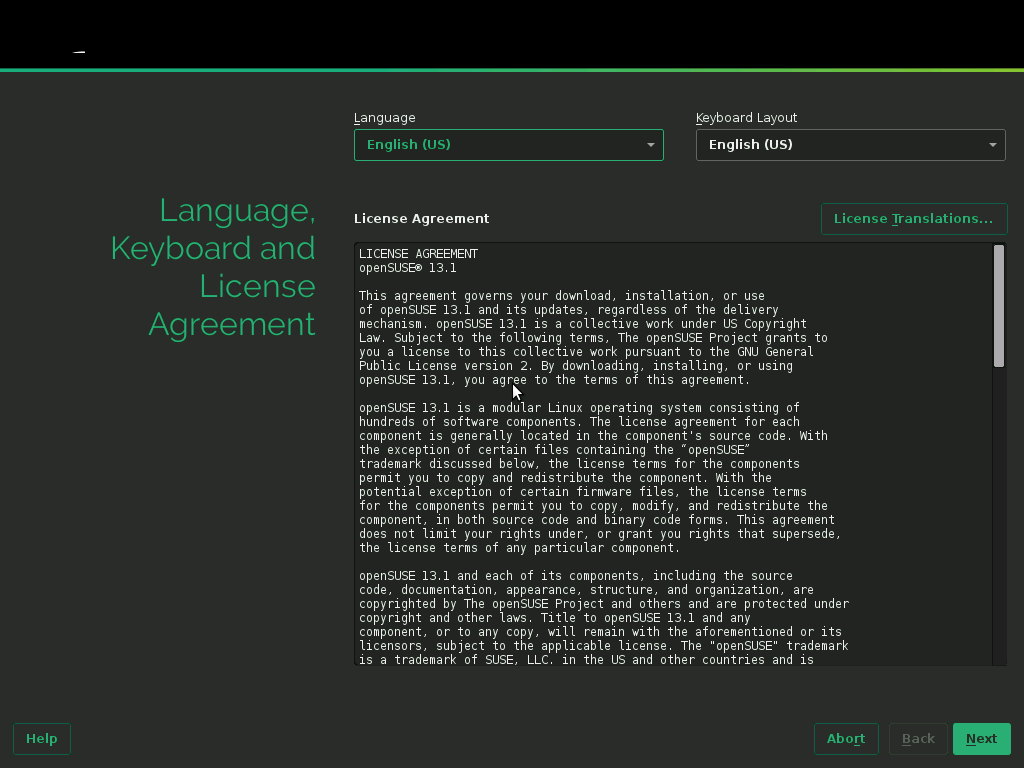 Language
Keyboard Layout
English (US)
English (US)
Language,
Keyboard and
License
Agreement
License Agreement
License Translations...
LICENSE AGREEMENT
openSUSE® 13.1
This agreement governs your download, installation, or use
of openSUSE 13.1 and its updates, regardless of the delivery
mechanism. openSUSE 13.1 is a collective work under US Copyright
Law. Subject to the following terms, The openSUSE Project grants to
you a license to this collective work pursuant to the GNU General
Public License version 2. By downloading, installing, or using
openSUSE 13.1, you agree to the terms of this agreement.
openSUSE 13.1 is a modular Linux operating system consisting of
hundreds of software components. The license agreement for each
component is generally located in the component's source code. With
the exception of certain files containing the “openSUSE”
trademark discussed below, the license terms for the components
permit you to copy and redistribute the component. With the
potential exception of certain firmware files, the license terms
for the components permit you to copy, modify, and redistribute the
component, in both source code and binary code forms. This agreement
does not limit your rights under, or grant you rights that supersede,
the license terms of any particular component.
openSUSE 13.1 and each of its components, including the source
code, documentation, appearance, structure, and organization, are
copyrighted by The openSUSE Project and others and are protected under
copyright and other laws. Title to openSUSE 13.1 and any
component, or to any copy, will remain with the aforementioned or its
licensors, subject to the applicable license. The "openSUSE" trademark
is a trademark of SUSE, LLC. in the US and other countries and is
Help
Abort
Back
Next